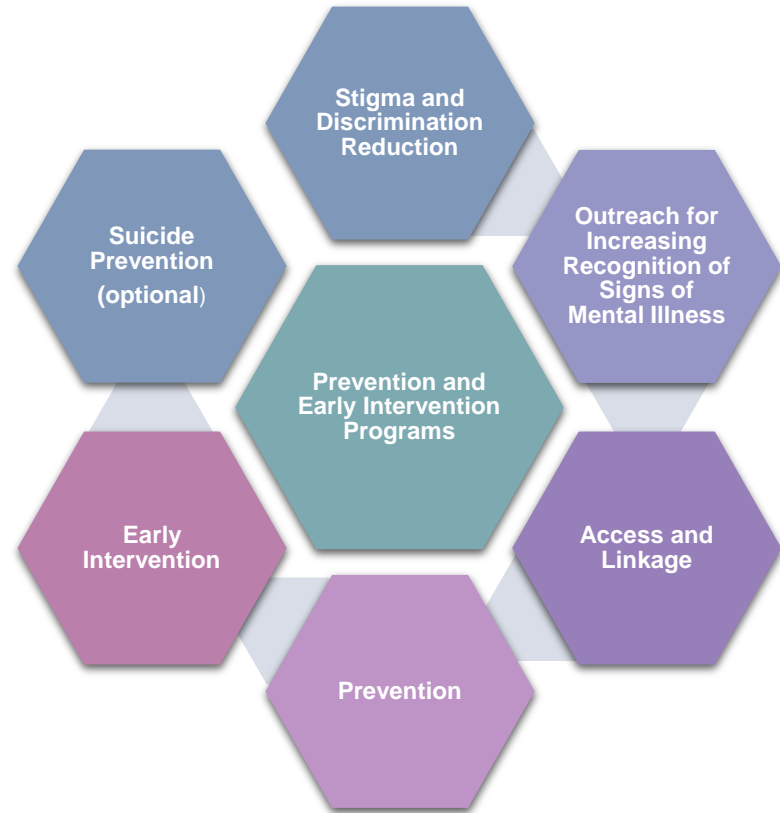 Stigma and
Discrimination
Reduction
Outreach for
Increasing
Recognition of
Signs of
Mental Illness
Access and
Linkage
Prevention
Early
Intervention
Suicide
Prevention
(optional)
Prevention and
Early Intervention
Programs